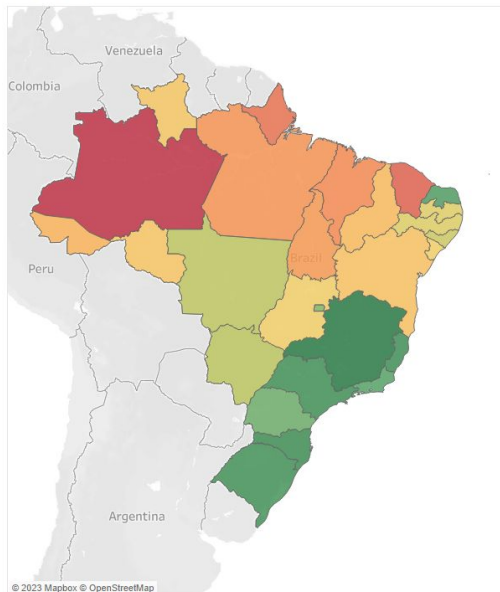 Venezuela
Colombia
Brazil
Peru
Argentina
© 2023 Mapbox © OpenStreetMap